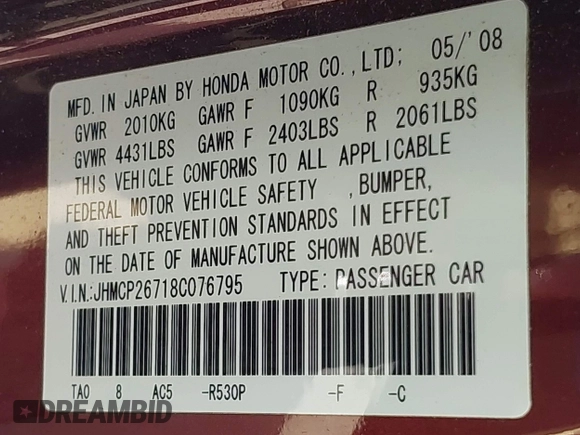 MFD. IN JAPAN BY HONDA MOTOR CO.,LTD; 05/'08
GVWR 2010KG GAWR F 1090KG R 935KG
GVWR 4431LBS GAWR F 2403LBS R 2061LBS
THIS VEHICLE CONFORMS TO ALL APPLICABLE
FEDERAL MOTOR VEHICLE SAFETY , BUMPER,
AND THEFT PREVENTION STANDARDS IN EFFECT
ON THE DATE OF MANUFACTURE SHOWN ABOVE.
V.I.N.:JHMCP26718C076795 TYPE: PASSENGER CAR
TA0 8 AC5 -R530P -F -C
DREAMBID